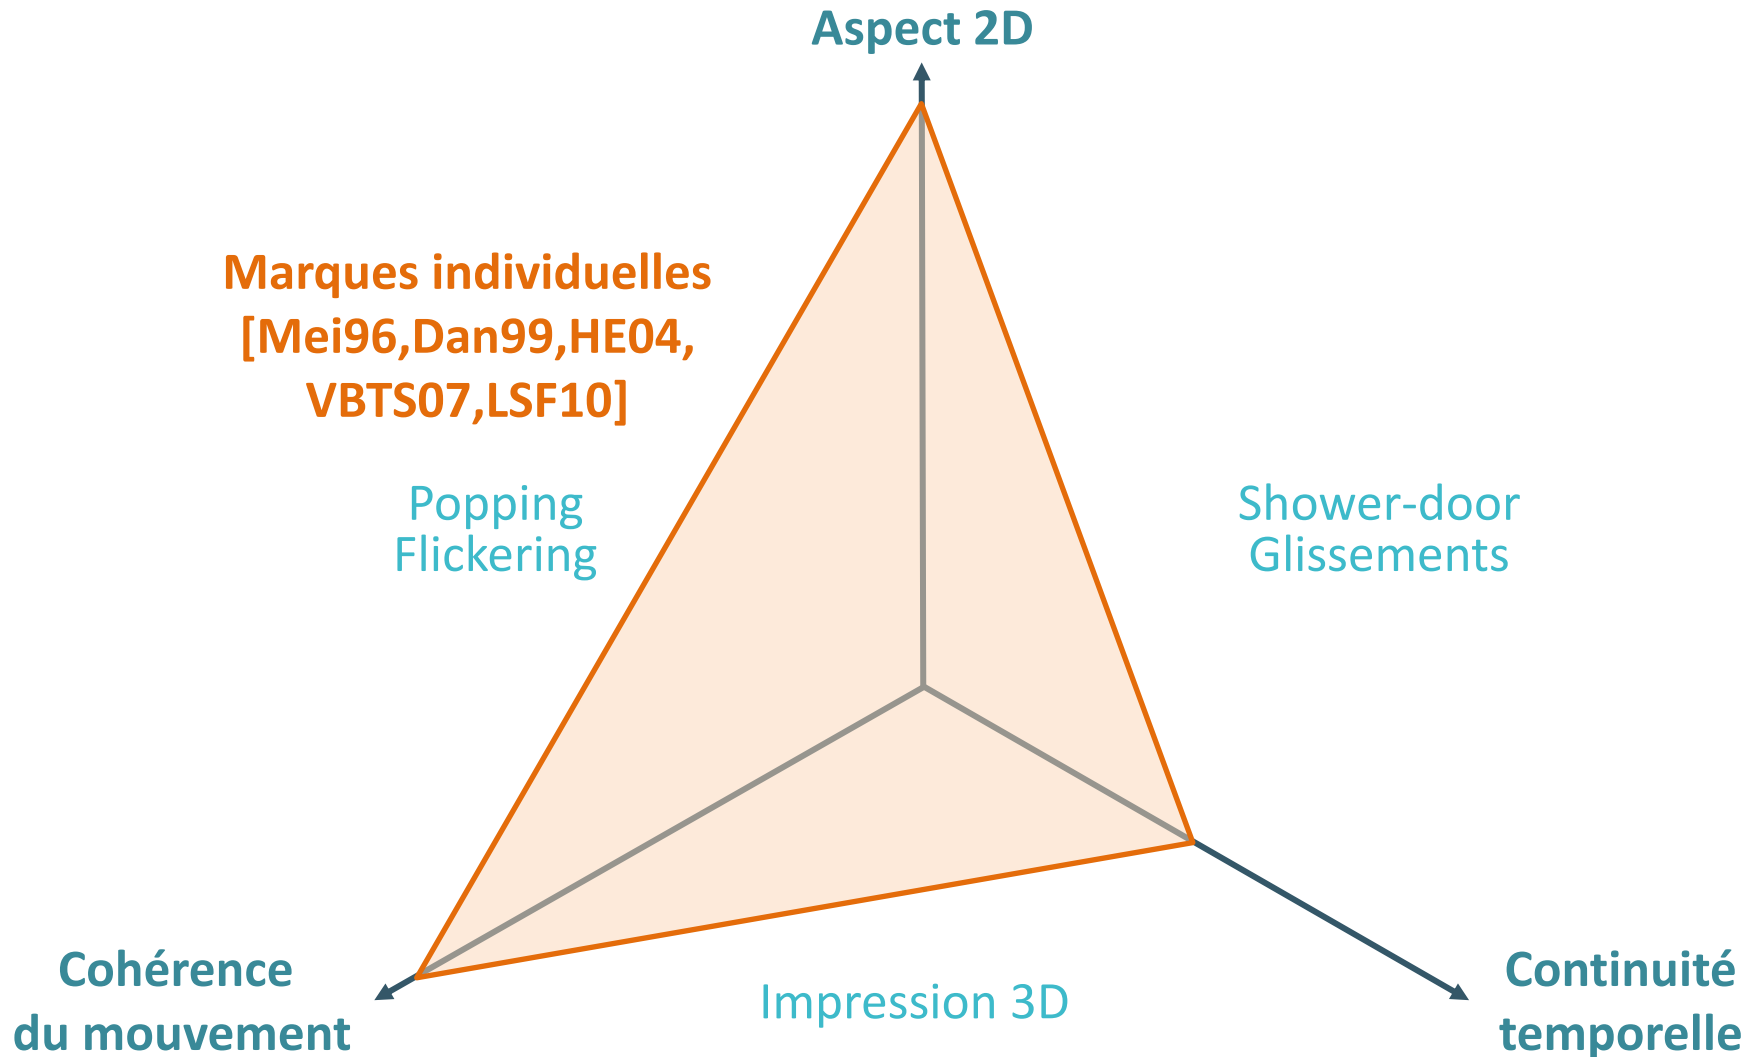 Aspect 2D
Marques individuelles
[Mei96,Dan99,HE04,
VBTS07,LSF10]
Popping
Flickering
Shower-door
Glissements
Cohérence
du mouvement
Impression 3D
Continuité
temporelle